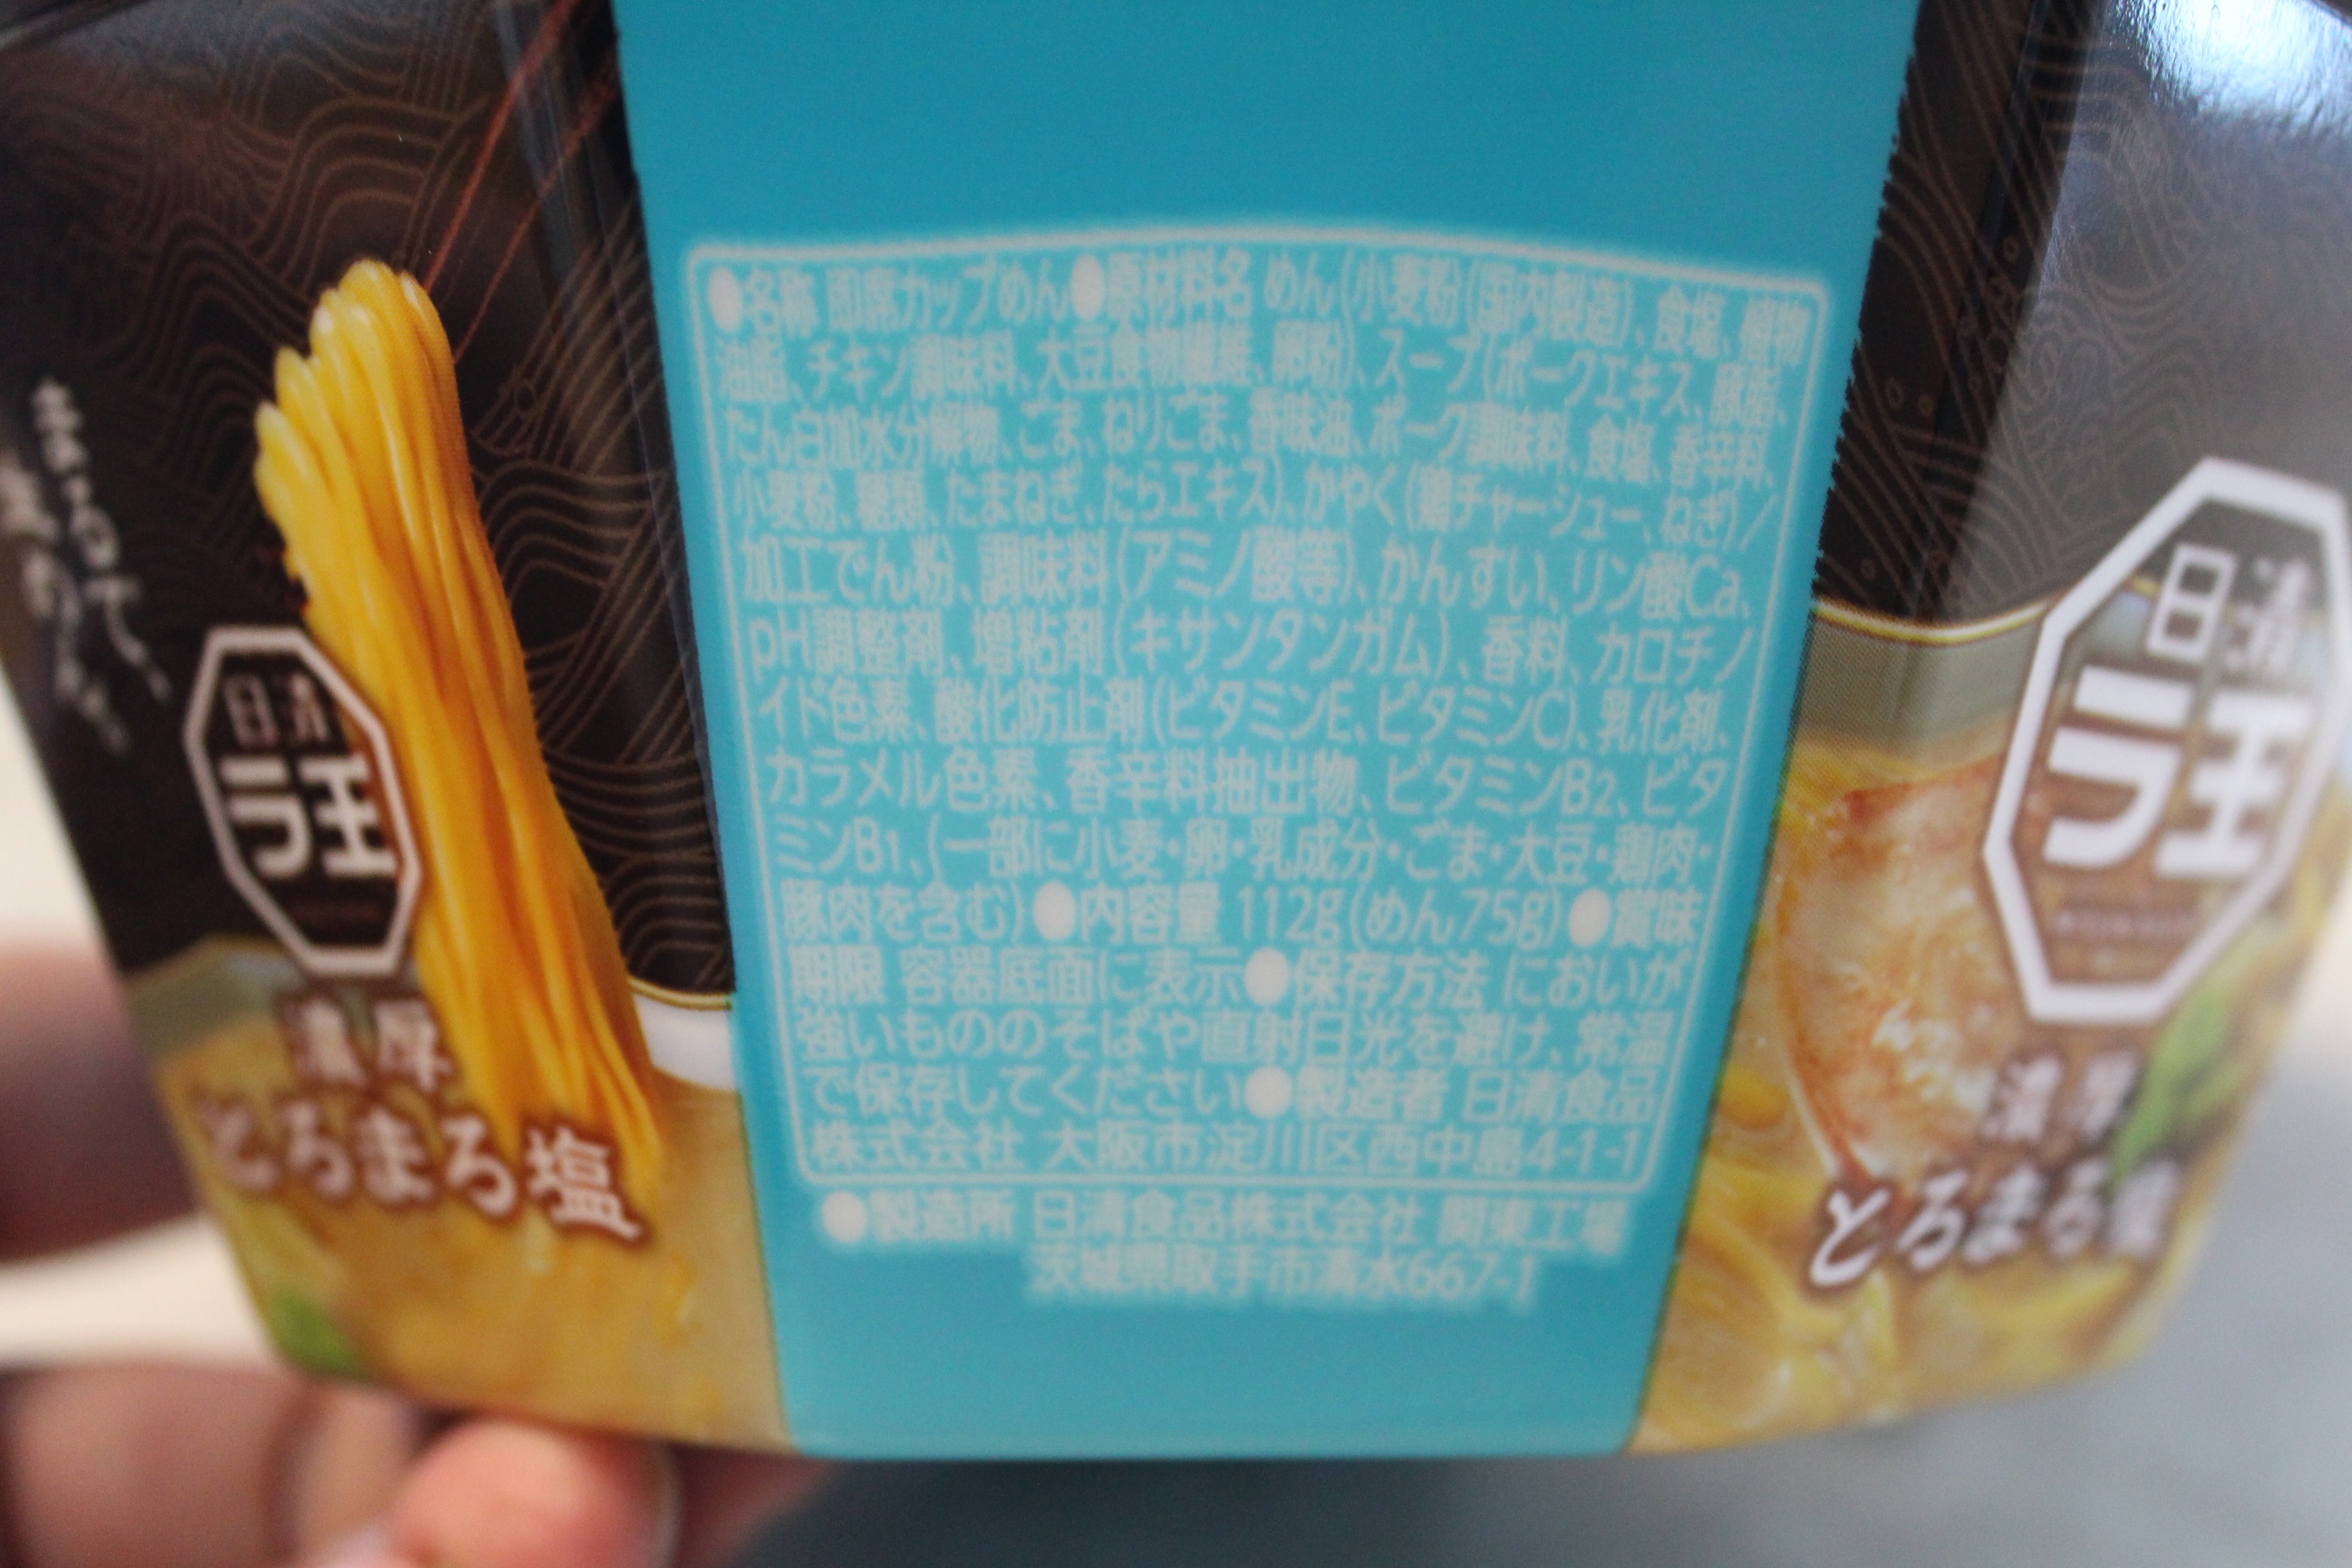 ●名称 即席カップめん●原材料名 めん(小麦粉(国内製造)、食塩、植物
油脂、チキン調味料、大豆食物繊維、卵粉)、スープ(ポークエキス、豚脂、
たん白加水分解物、ごま、ねりごま、香味油、ポーク調味料、食塩、香辛料、
小麦粉、糖類、たまねぎ、たらエキス)、かやく(鶏チャーシュー、ねぎ)/
加工でん粉、調味料(アミノ酸等)、かんすい、リン酸Ca、
pH調整剤、増粘剤(キサンタンガム)、香料、カロチノ
イド色素、酸化防止剤(ビタミンE、ビタミンC)、乳化剤、
カラメル色素、香辛料抽出物、ビタミンB2、ビタ
ミンB1、(一部に小麦・卵・乳成分・ごま・大豆・鶏肉・
豚肉を含む)●内容量 112g(めん75g)●賞味
期限 容器底面に表示●保存方法 においが
強いもののそばや直射日光を避け、常温
で保存してください●製造者 日清食品
株式会社 大阪市淀川区西中島4-1-1
●製造所 日清食品株式会社 関東工場
茨城県取手市清水667-1
まるで、
日清
ラ王
濃厚
とろまろ塩
日清
ラ王
濃厚
とろまろ塩